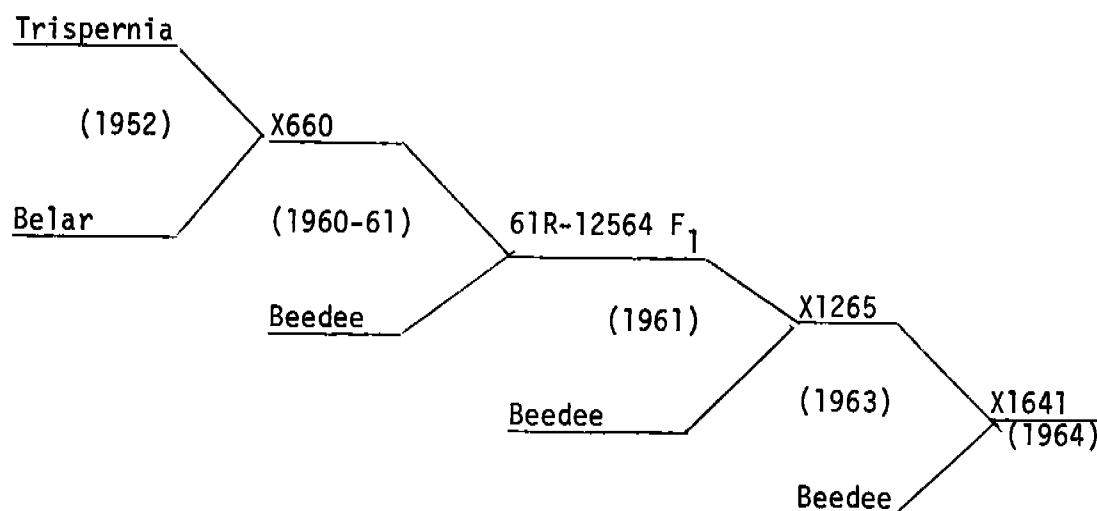 Trispernia
(1952)
X660
Belar
(1960-61)
61R-12564 F1
Beedee
(1961)
X1265
Beedee
(1963)
X1641
(1964)
Beedee